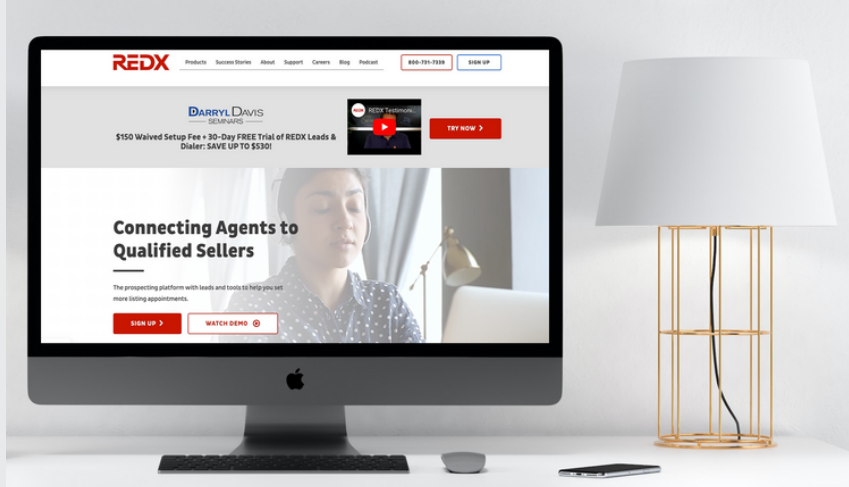 REDX
Products Success Stories About Support Careers Blog Podcast
800-731-7339
SIGN UP
DARRYL DAVIS
SEMINARS
$150 Waived Setup Fee + 30-Day FREE Trial of REDX Leads &
Dialer: SAVE UP TO $530!
REDX Testimoni...
TRY NOW
Connecting Agents to
Qualified Sellers
The prospecting platform with leads and tools to help you set
more listing appointments.
SIGN UP
WATCH DEMO